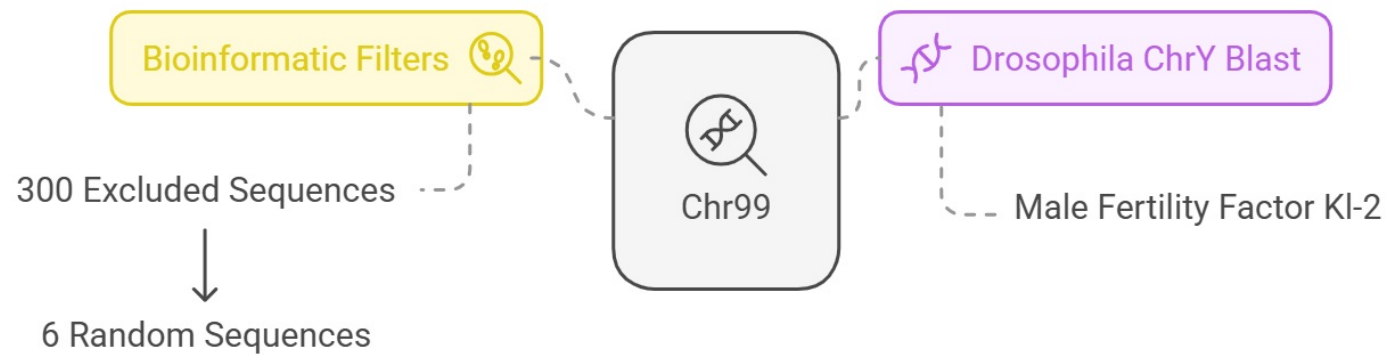 Bioinformatic Filters
Drosophila ChrY Blast
300 Excluded Sequences
Chr99
Male Fertility Factor Kl-2
6 Random Sequences